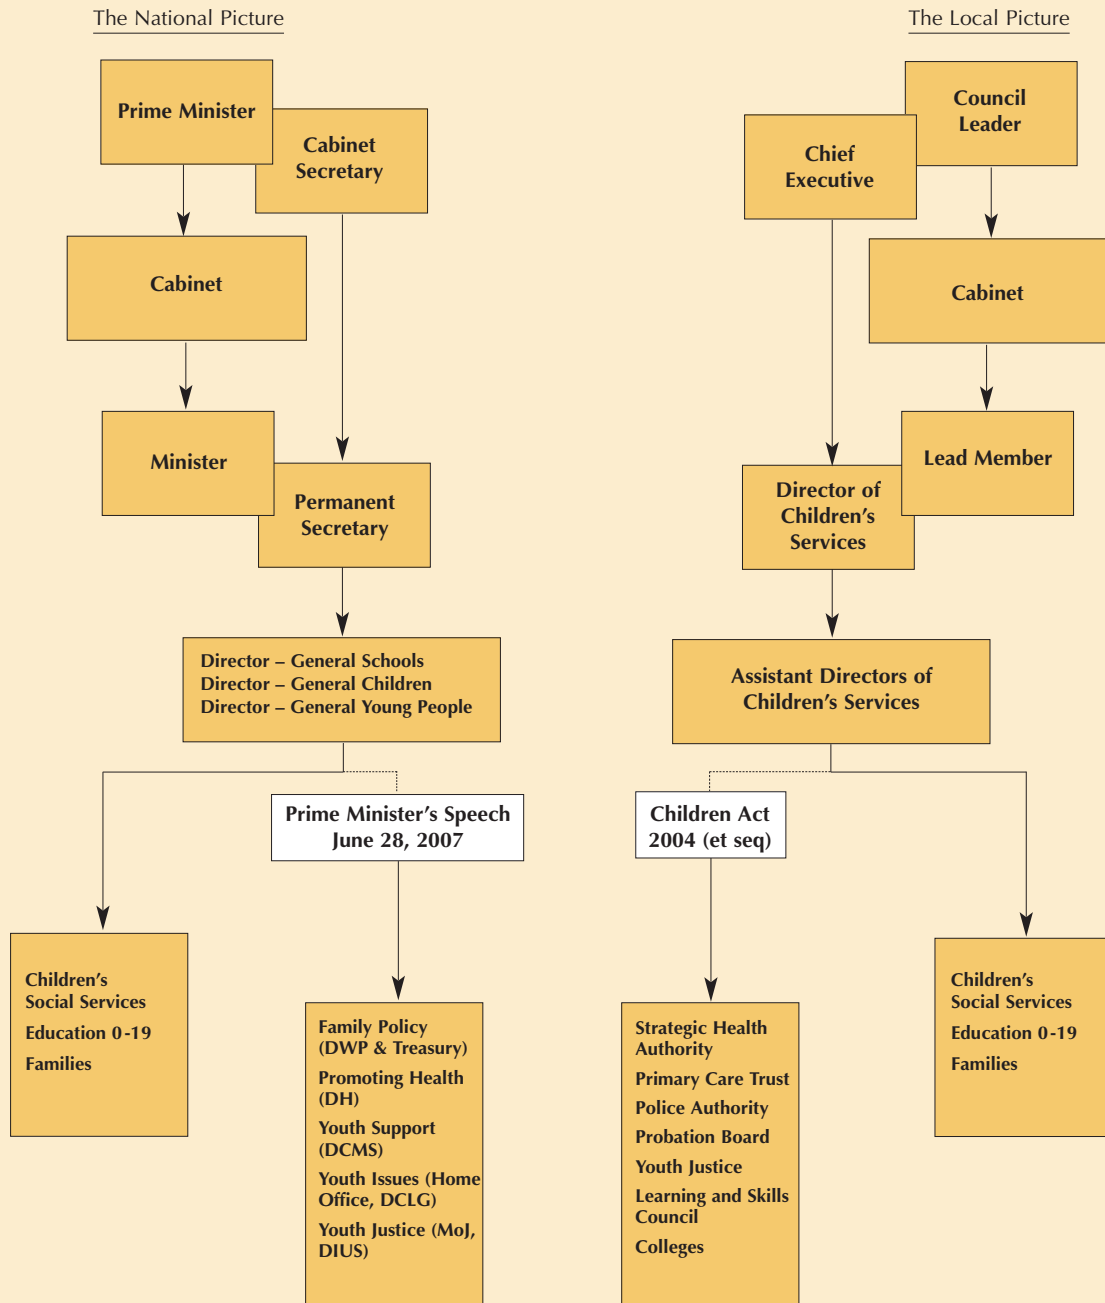 The National Picture
Prime Minister
Cabinet
Secretary
Cabinet
Minister
Permanent
Secretary
Director – General Schools
Director – General Children
Director – General Young People
Prime Minister's Speech
June 28, 2007
Children's
Social Services
Education 0-19
Families
Family Policy
(DWP & Treasury)
Promoting Health
(DH)
Youth Support
(DCMS)
Youth Issues (Home
Office, DCLG)
Youth Justice (MoJ,
DIUS)
The Local Picture
Council
Leader
Chief
Executive
Cabinet
Lead Member
Director of
Children's
Services
Assistant Directors of
Children's Services
Children Act
2004 (et seq)
Strategic Health
Authority
Primary Care Trust
Police Authority
Probation Board
Youth Justice
Learning and Skills
Council
Colleges
Children's
Social Services
Education 0-19
Families